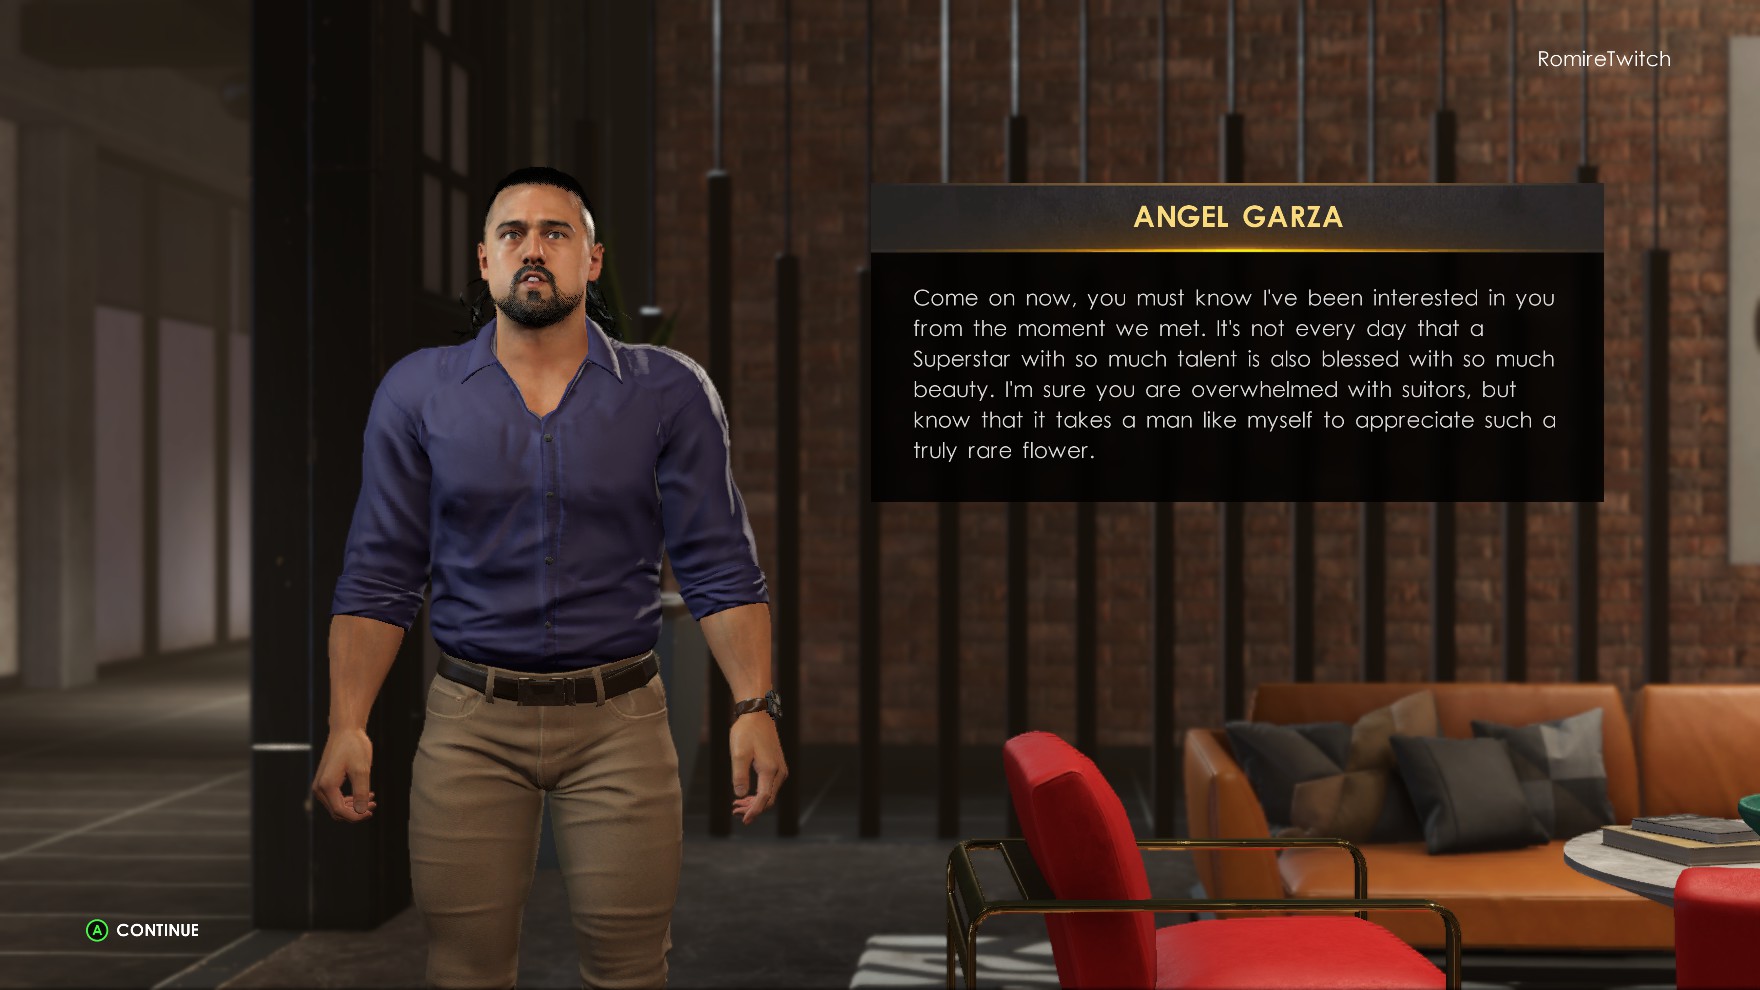 RomireTwitch
ANGEL GARZA
Come on now, you must know I've been interested in you
from the moment we met. It's not every day that a
Superstar with so much talent is also blessed with so much
beauty. I'm sure you are overwhelmed with suitors, but
know that it takes a man like myself to appreciate such a
truly rare flower.
A CONTINUE